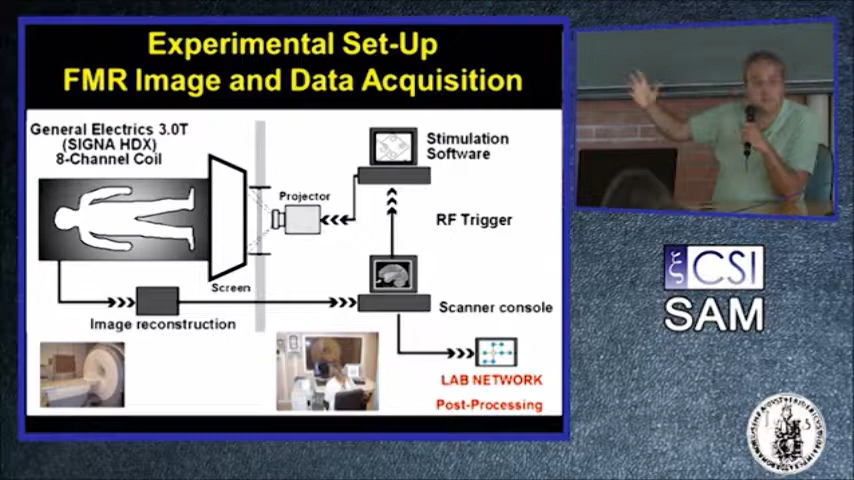 Experimental Set-Up
FMR Image and Data Acquisition
General Electrics 3.0T
(SIGNA HDX)
8-Channel Coil
Stimulation
Software
Projector
RF Trigger
Screen
Image reconstruction
Scanner console
LAB NETWORK
Post-Processing
ξCSI
SAM